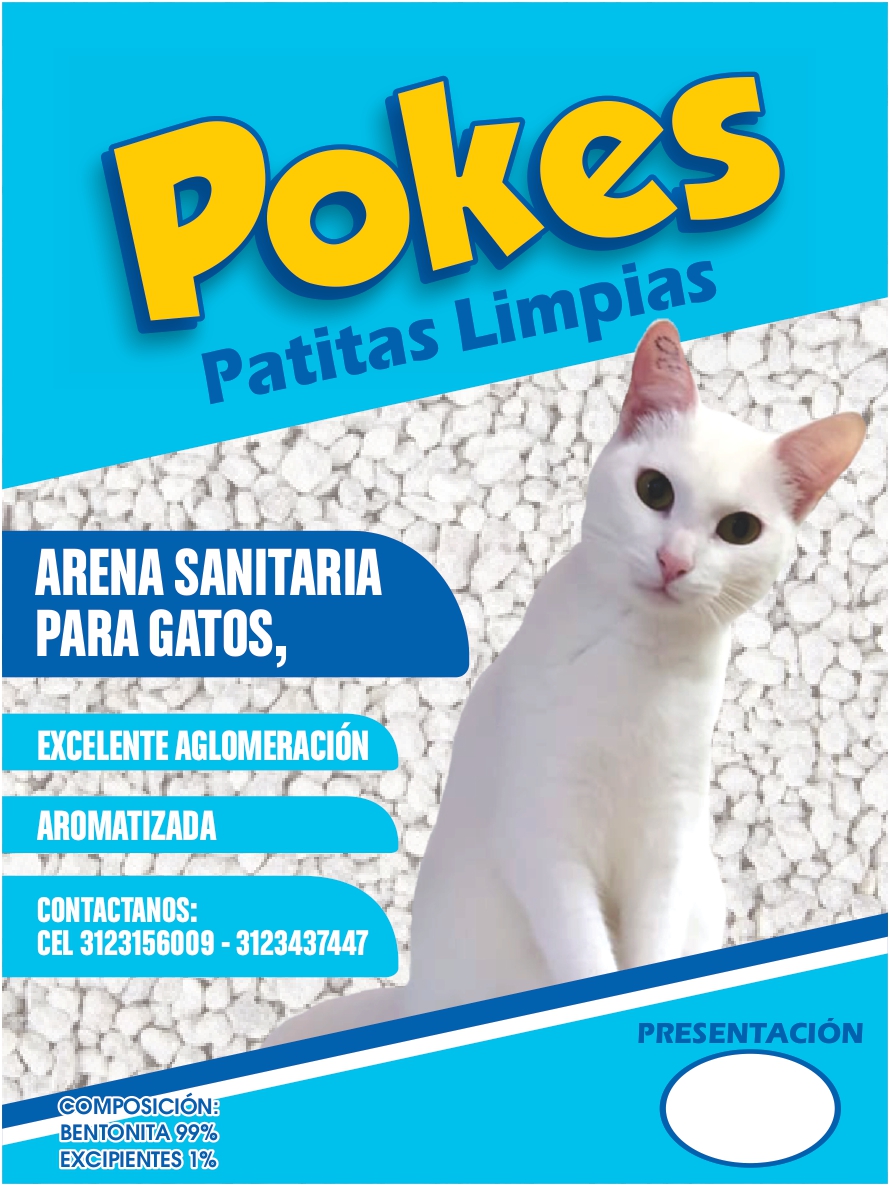 Pokes
Patitas Limpias
ARENA SANITARIA
PARA GATOS,
EXCELENTE AGLOMERACIÓN
AROMATIZADA
CONTACTANOS:
CEL 3123156009 - 3123437447
PRESENTACIÓN
COMPOSICIÓN:
BENTONITA 99%
EXCIPIENTES 1%